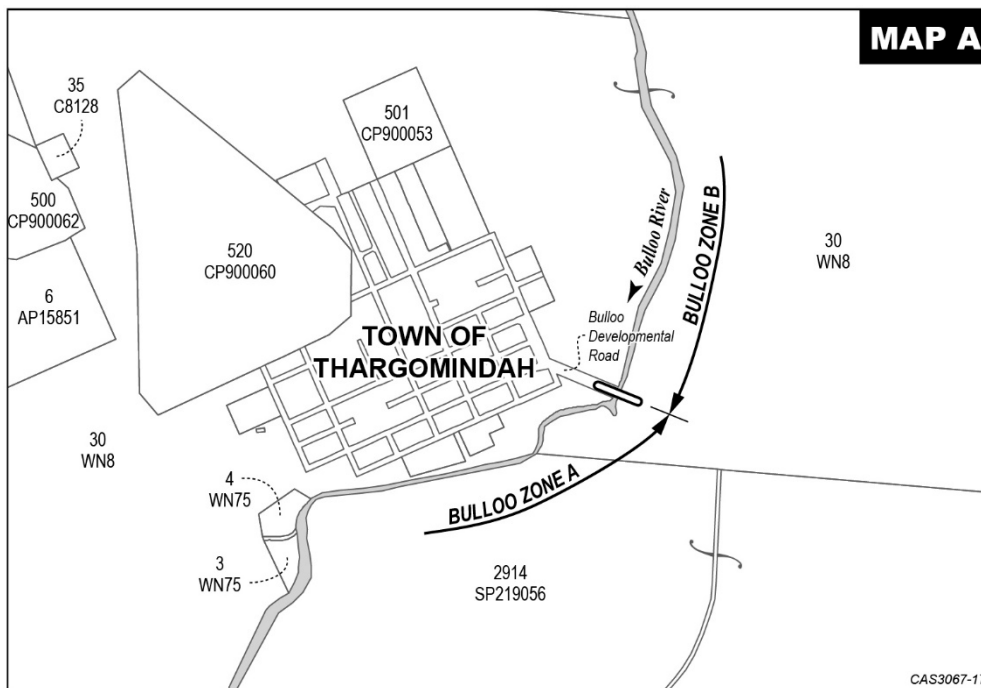 MAP A
35
C8128
501
CP900053
500
CP900062
520
CP900060
6
AP15851
Bulloo River
BULLOO ZONE B
30
WN8
Bulloo
Developmental
Road
TOWN OF
THARGOMINDAH
30
WN8
4
WN75
BULLOO ZONE A
3
WN75
2914
SP219056